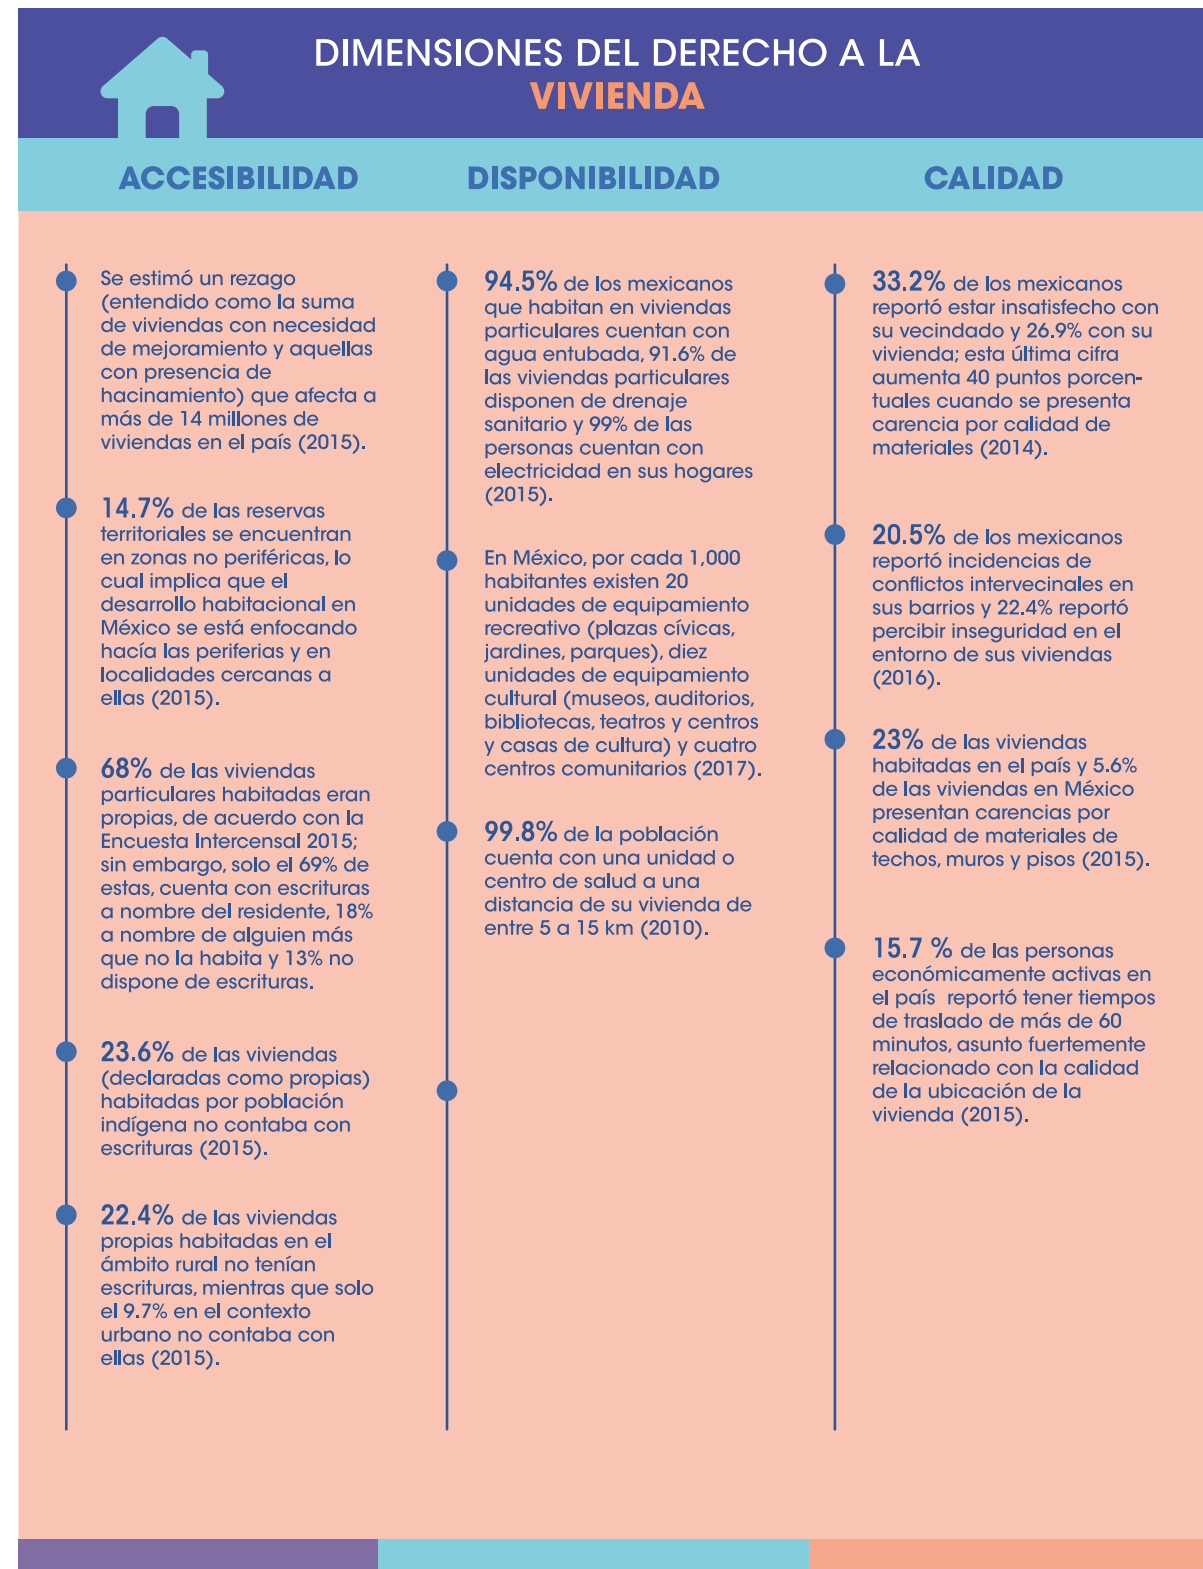 DIMENSIONES DEL DERECHO A LA
VIVIENDA
ACCESIBILIDAD
Se estimó un rezago
(entendido como la suma
de viviendas con necesidad
de mejoramiento y aquellas
con presencia de
hacinamiento) que afecta a
más de 14 millones de
viviendas en el país (2015).
14.7% de las reservas
territoriales se encuentran
en zonas no periféricas, lo
cual implica que el
desarrollo habitacional en
México se está enfocando
hacía las periferias y en
localidades cercanas a
ellas (2015).
68% de las viviendas
particulares habitadas eran
propias, de acuerdo con la
Encuesta Intercensal 2015;
sin embargo, solo el 69% de
estas, cuenta con escrituras
a nombre del residente, 18%
a nombre de alguien más
que no la habita y 13% no
dispone de escrituras.
23.6% de las viviendas
(declaradas como propias)
habitadas por población
indígena no contaba con
escrituras (2015).
22.4% de las viviendas
propias habitadas en el
ámbito rural no tenían
escrituras, mientras que solo
el 9.7% en el contexto
urbano no contaba con
ellas (2015).
DISPONIBILIDAD
94.5% de los mexicanos
que habitan en viviendas
particulares cuentan con
agua entubada, 91.6% de
las viviendas particulares
disponen de drenaje
sanitario y 99% de las
personas cuentan con
electricidad en sus hogares
(2015).
En México, por cada 1,000
habitantes existen 20
unidades de equipamiento
recreativo (plazas cívicas,
jardines, parques), diez
unidades de equipamiento
cultural (museos, auditorios,
bibliotecas, teatros y centros
y casas de cultura) y cuatro
centros comunitarios (2017).
99.8% de la población
cuenta con una unidad o
centro de salud a una
distancia de su vivienda de
entre 5 a 15 km (2010).
CALIDAD
33.2% de los mexicanos
reportó estar insatisfecho con
su vecindado y 26.9% con su
vivienda; esta última cifra
aumenta 40 puntos porcen-
tuales cuando se presenta
carencia por calidad de
materiales (2014).
20.5% de los mexicanos
reportó incidencias de
conflictos intervecinales en
sus barrios y 22.4% reportó
percibir inseguridad en el
entorno de sus viviendas
(2016).
23% de las viviendas
habitadas en el país y 5.6%
de las viviendas en México
presentan carencias por
calidad de materiales de
techos, muros y pisos (2015).
15.7 % de las personas
económicamente activas en
el país reportó tener tiempos
de traslado de más de 60
minutos, asunto fuertemente
relacionado con la calidad
de la ubicación de la
vivienda (2015).